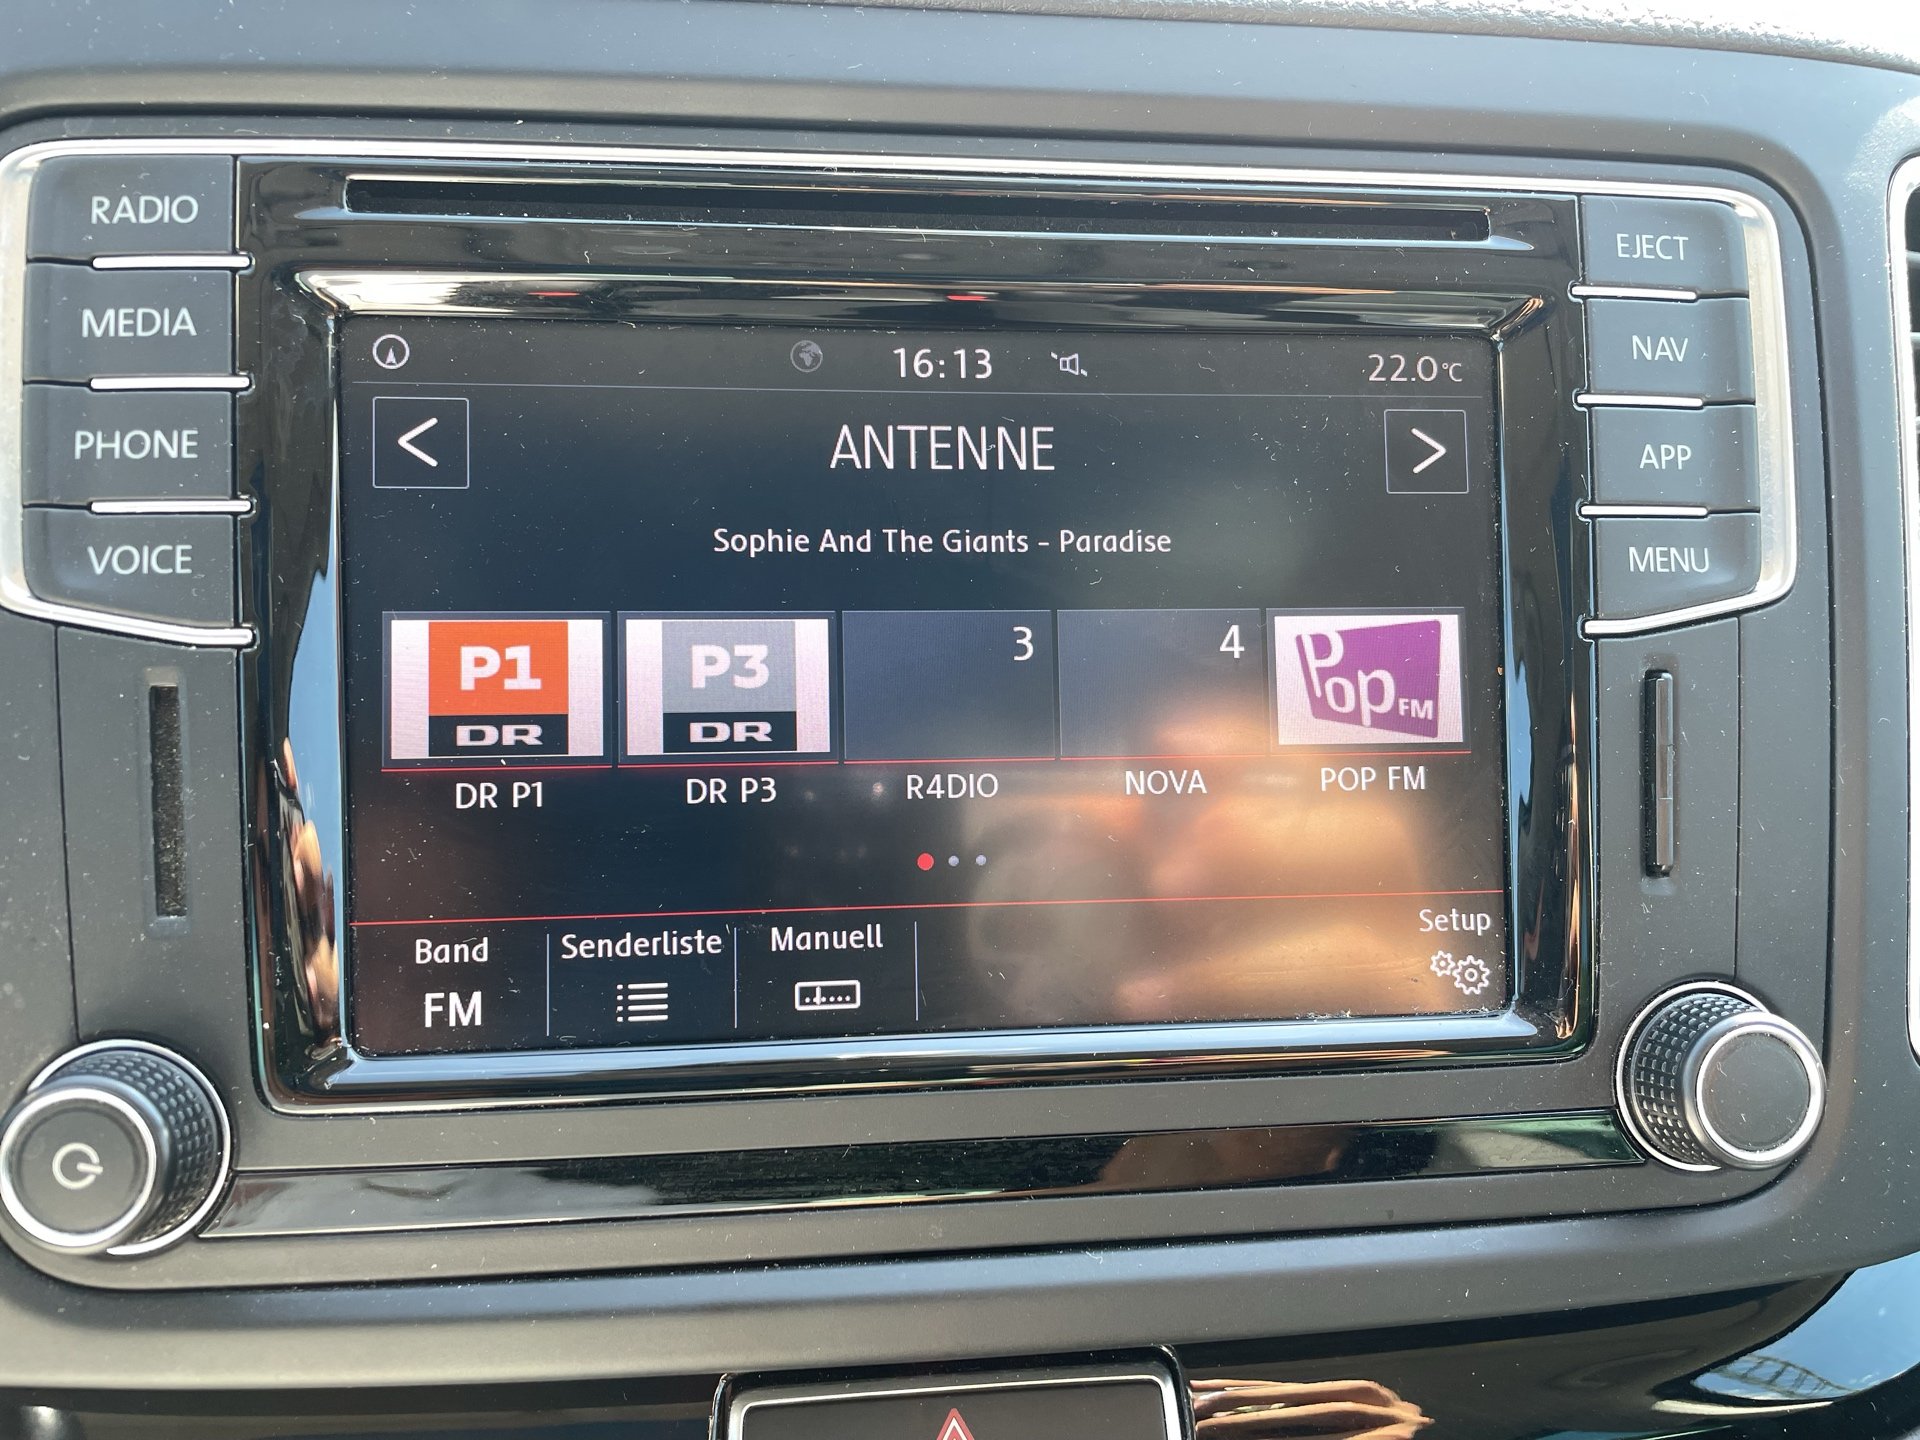 RADIO
MEDIA
PHONE
VOICE
EJECT
NAV
APP
MENU
16:13
22.0°C
<
ANTENNE
>
Sophie And The Giants - Paradise
P1
DR
P3
DR
3
4
POP FM
DR P1
DR P3
R4DIO
NOVA
POP FM
Band
FM
Senderliste
Manuell
Setup